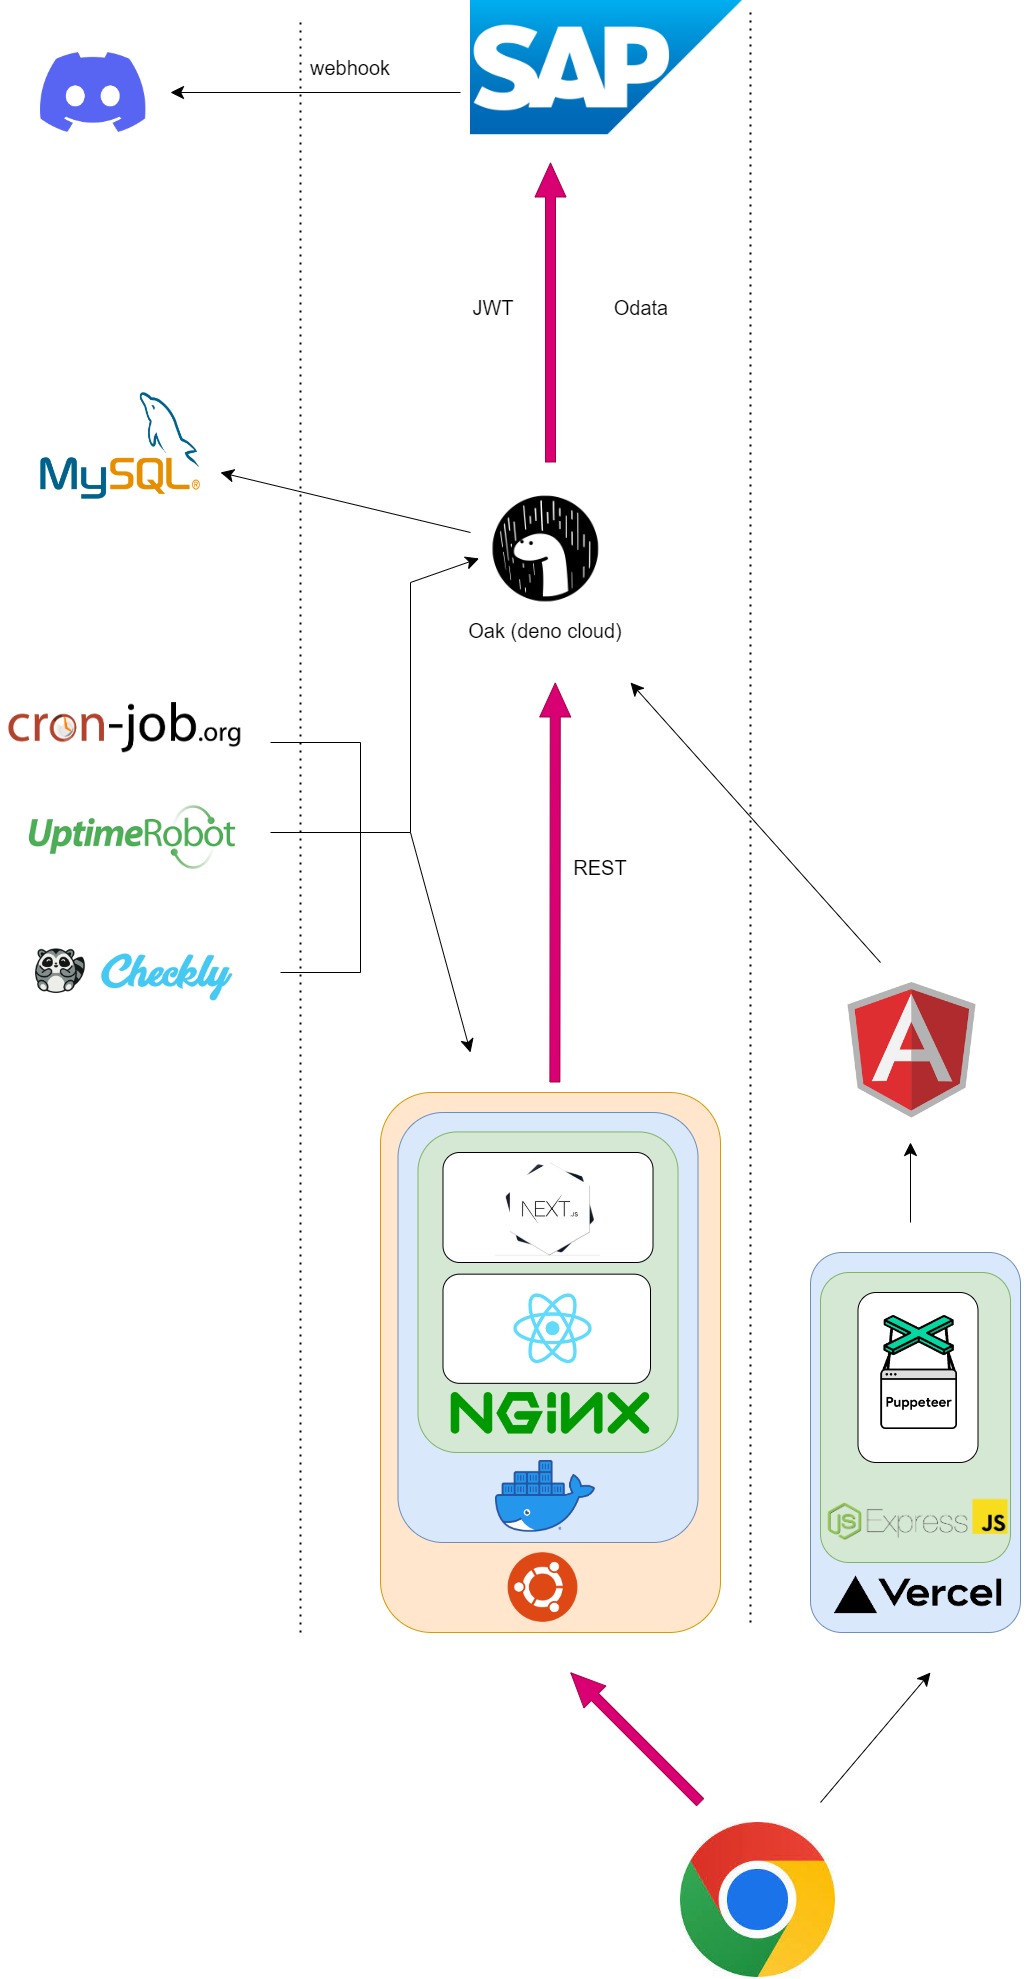 SAP
webhook
JWT
Odata
MySQL®
Oak (deno cloud)
cron-job.org
UptimeRobot
REST
Checkly
NEXT.JS
Puppeteer
NGINX
JS Express JS
Vercel